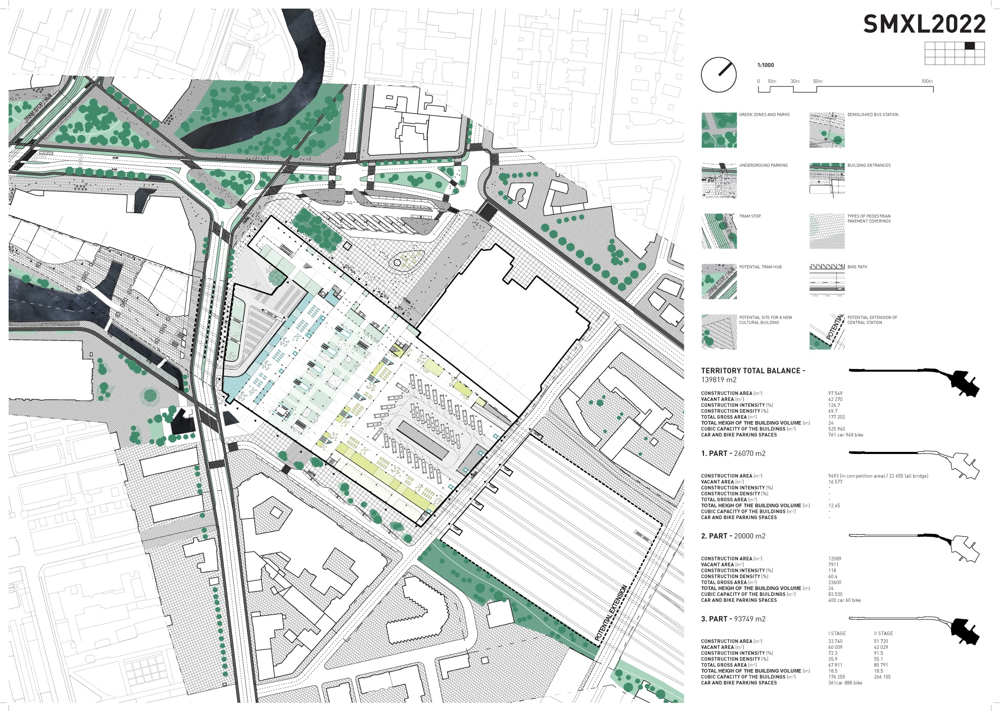 SMXL2022
1:1000
0 10m 30m 50m 100m
GREEN ZONES AND PARKS
DEMOLISHED BUS STATION
UNDERGROUND PARKING
BUILDING ENTRANCES
TRAM STOP
TRAM STOP
TYPES OF PEDESTRIAN
PAVEMENT COVERINGS
POTENTIAL TRAM HUB
TRAM STOP / HUB
BIKE PATH
POTENTIAL SITE FOR A NEW
CULTURAL BUILDING
POTENTIAL
POTENTIAL EXTENSION OF
CENTRAL STATION
TERRITORY TOTAL BALANCE -
139819 m2
CONSTRUCTION AREA (m²) 97 549
VACANT AREA (m²) 42 270
CONSTRUCTION INTENSITY (%) 126.7
CONSTRUCTION DENSITY (%) 69.7
TOTAL GROSS AREA (m²) 177 202
TOTAL HEIGH OF THE BUILDING VOLUME (m) 24
CUBIC CAPACITY OF THE BUILDINGS (m³) 525 940
CAR AND BIKE PARKING SPACES 761 car 948 bike
1. PART - 26070 m2
CONSTRUCTION AREA (m²) 9493 (in competition area) / 22 655 (all bridge)
VACANT AREA (m²) 16 577
CONSTRUCTION INTENSITY (%) -
CONSTRUCTION DENSITY (%) -
TOTAL GROSS AREA (m²) -
TOTAL HEIGH OF THE BUILDING VOLUME (m) 12.45
CUBIC CAPACITY OF THE BUILDINGS (m³) -
CAR AND BIKE PARKING SPACES -
2. PART - 20000 m2
CONSTRUCTION AREA (m²) 12089
VACANT AREA (m²) 7911
CONSTRUCTION INTENSITY (%) 118
CONSTRUCTION DENSITY (%) 60.4
TOTAL GROSS AREA (m²) 23600
TOTAL HEIGH OF THE BUILDING VOLUME (m) 24
CUBIC CAPACITY OF THE BUILDINGS (m³) 83 530
CAR AND BIKE PARKING SPACES 400 car 60 bike
3. PART - 93749 m2
I STAGE II STAGE
CONSTRUCTION AREA (m²) 33 740 51 720
VACANT AREA (m²) 60 009 42 029
CONSTRUCTION INTENSITY (%) 72.3 91.5
CONSTRUCTION DENSITY (%) 35.9 55.1
TOTAL GROSS AREA (m²) 67 811 85 791
TOTAL HEIGH OF THE BUILDING VOLUME (m) 18.5 18.5
CUBIC CAPACITY OF THE BUILDINGS (m³) 176 255 266 155
CAR AND BIKE PARKING SPACES 361car 888 bike
TRAM STOP / HUB
BUSS
BUSS
POTENTIAL EXTENSION